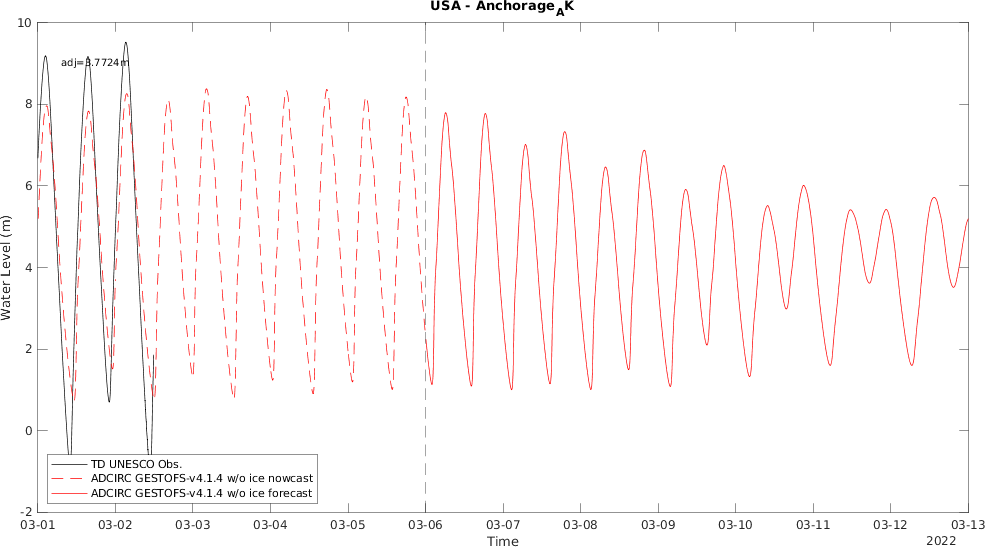 USA - Anchorage_AK
adj=3.7724m
10
8
6
4
2
0
-2
Water Level (m)
TD UNESCO Obs.
ADCIRC GESTOFS-v4.1.4 w/o ice nowcast
ADCIRC GESTOFS-v4.1.4 w/o ice forecast
03-01 03-02 03-03 03-04 03-05 03-06 03-07 03-08 03-09 03-10 03-11 03-12 03-13
Time
2022